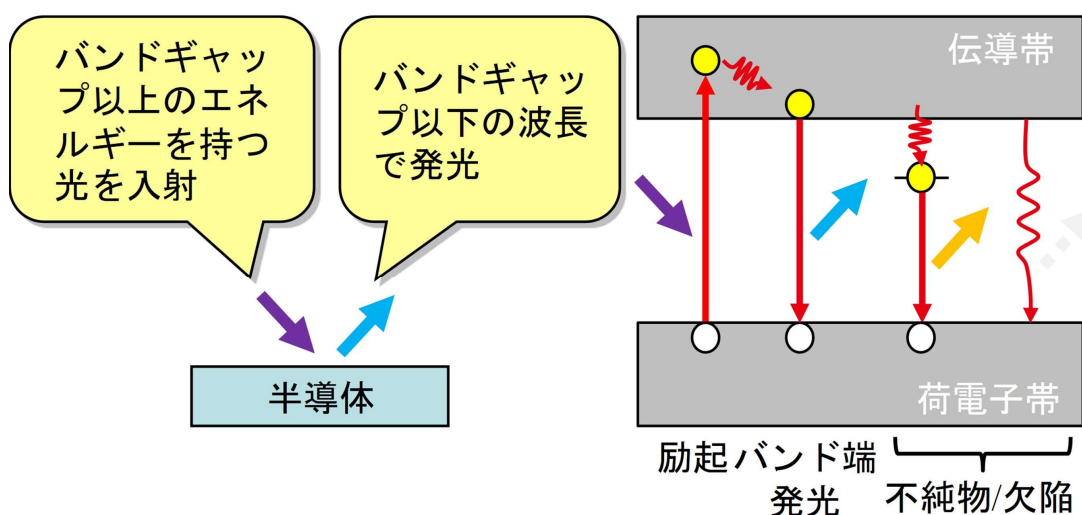 バンドギャッ
プ以上のエネ
ルギーを持つ
光を入射
バンドギャッ
プ以下の波長
で発光
半導体
伝導帯
荷電子帯
励起
バンド端
発光
不純物/欠陥